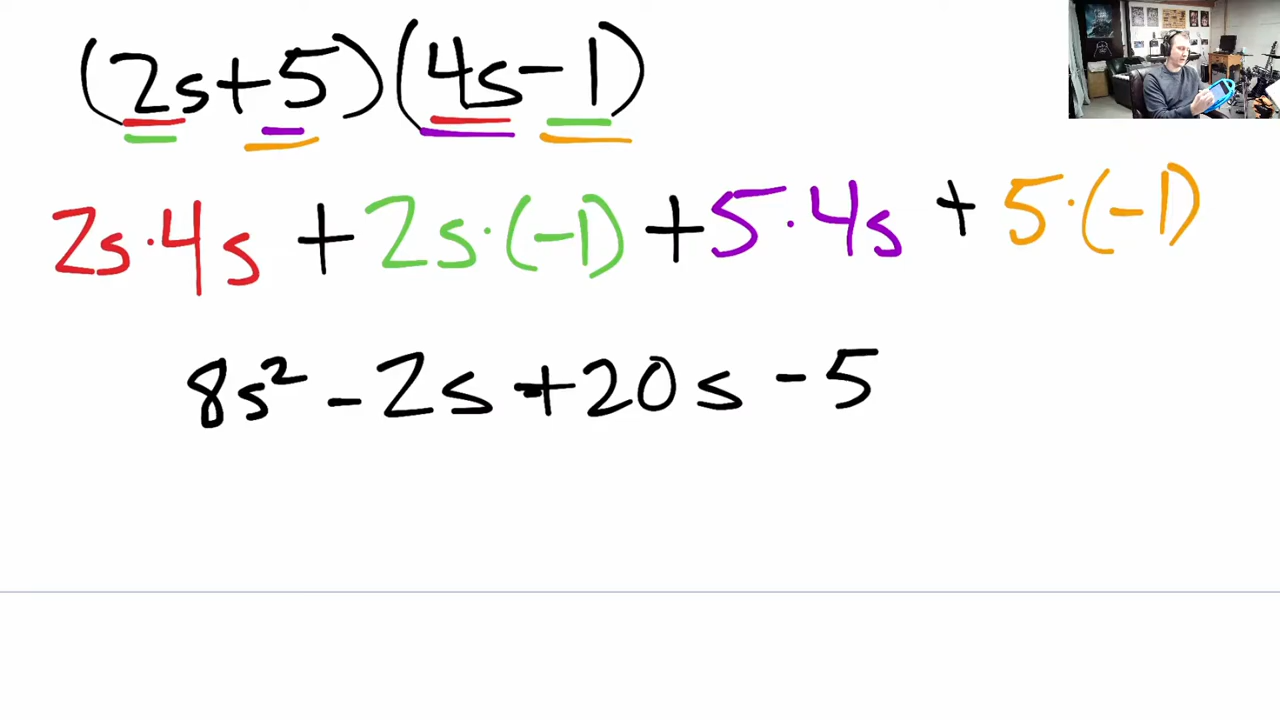 (2s+5)(4s-1)
2s·4s + 2s·(-1) + 5·4s + 5·(-1)
8s² - 2s + 20s - 5